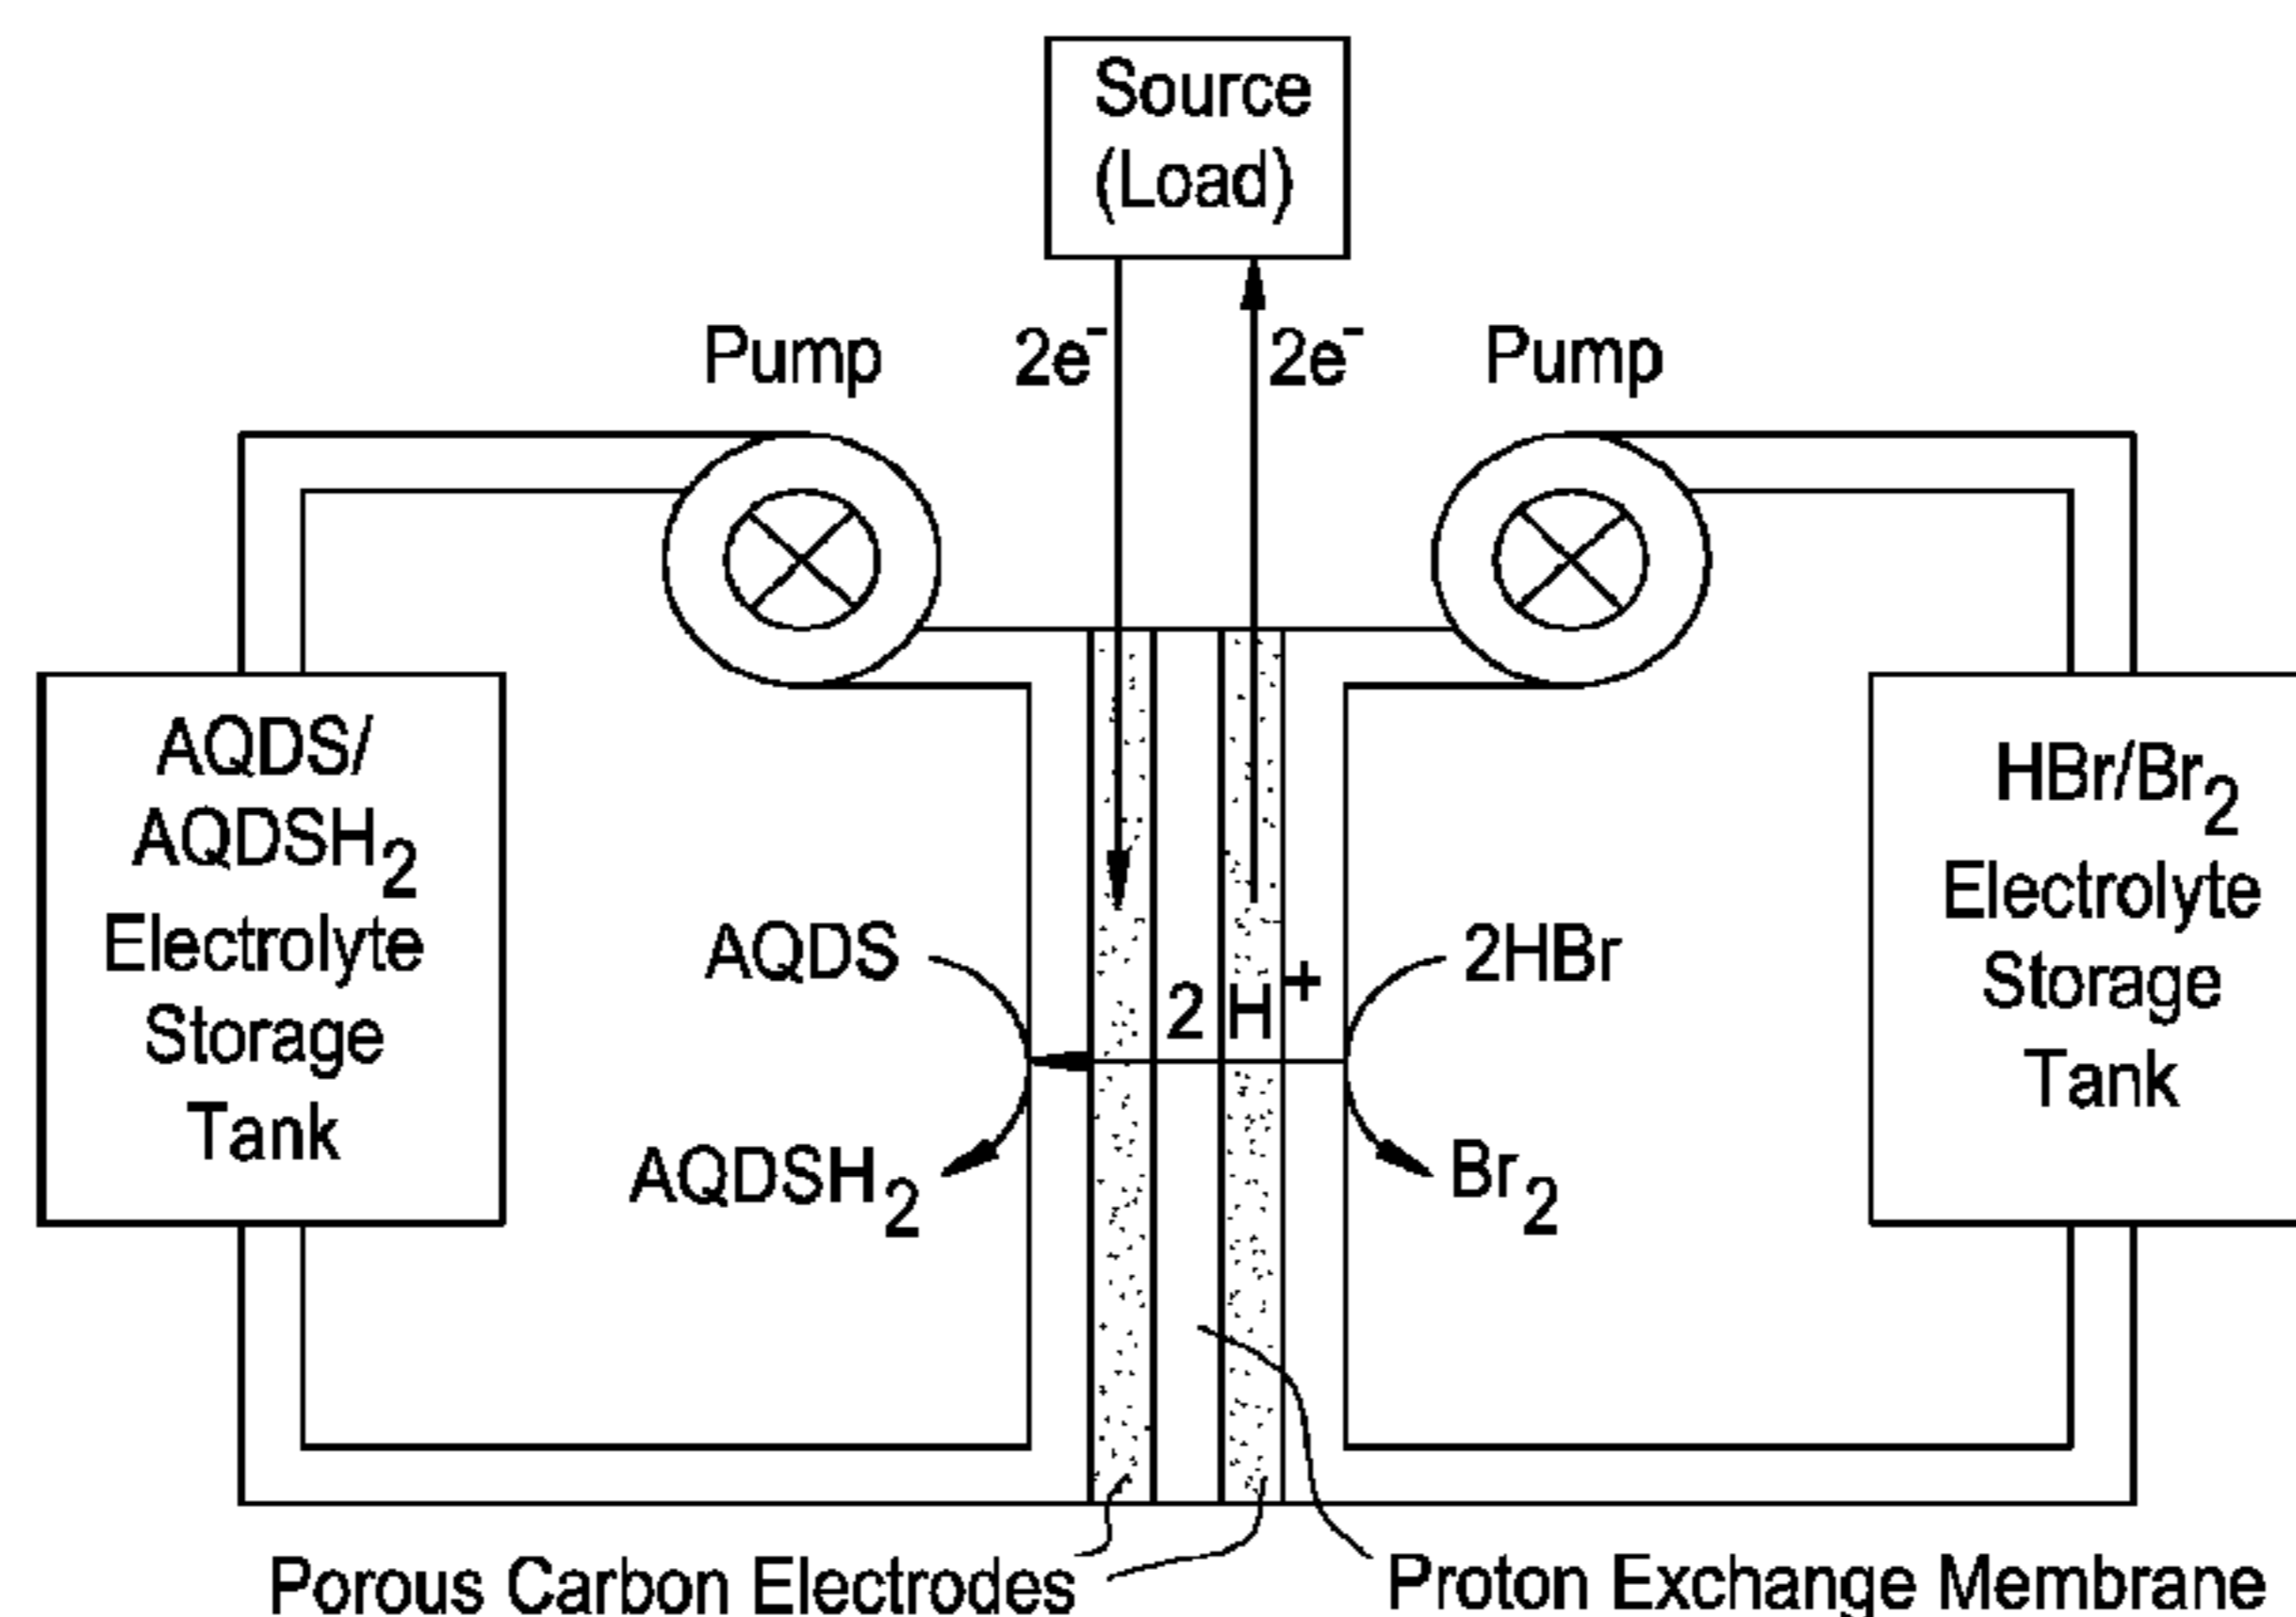 Source
(Load)
Pump
2e⁻
2e⁻
Pump
AQDS/
AQDSH₂
Electrolyte
Storage
Tank
HBr/Br₂
Electrolyte
Storage
Tank
AQDS
2 H⁺
2HBr
AQDSH₂
Br₂
Porous Carbon Electrodes
Proton Exchange Membrane